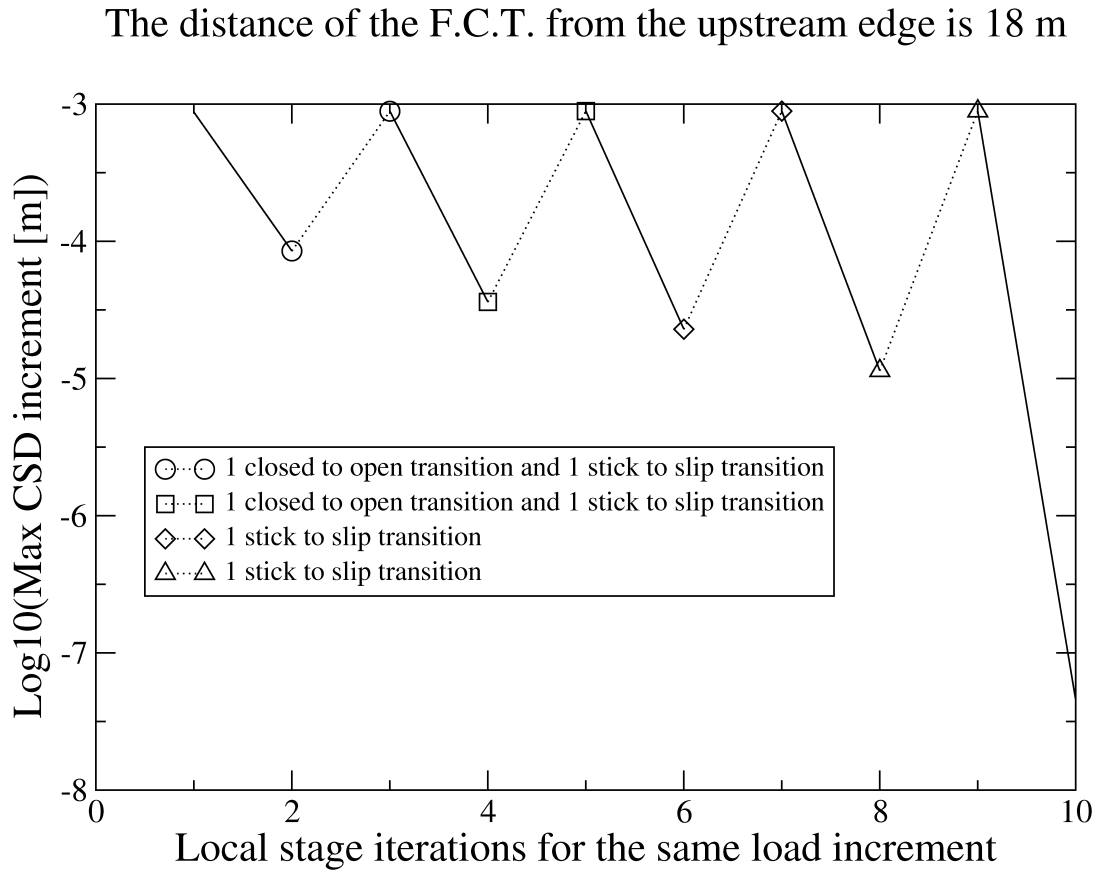 The distance of the F.C.T. from the upstream edge is 18 m
Log10(Max CSD increment [m])
-3
-4
-5
-6
-7
-8
1 closed to open transition and 1 stick to slip transition
1 closed to open transition and 1 stick to slip transition
1 stick to slip transition
1 stick to slip transition
0 2 4 6 8 10
Local stage iterations for the same load increment